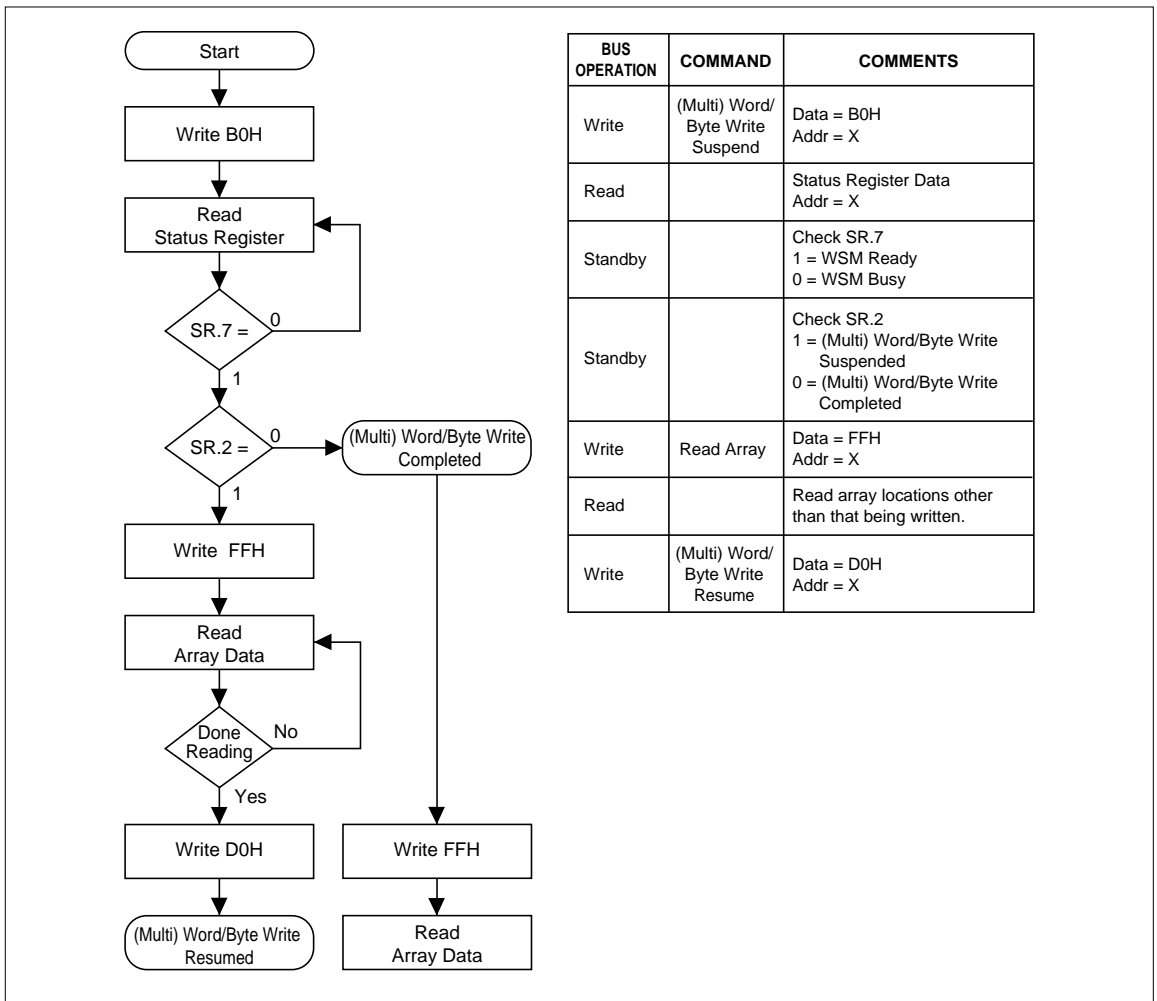 Start
Write B0H
Read
Status Register
SR.7 =
0
1
SR.2 =
0
(Multi) Word/Byte Write
Completed
1
Write FFH
Read
Array Data
Done
Reading
No
Yes
Write D0H
Write FFH
(Multi) Word/Byte Write
Resumed
Read
Array Data
BUS
OPERATION
COMMAND
COMMENTS
Write
(Multi) Word/
Byte Write
Suspend
Data = B0H
Addr = X
Read
Status Register Data
Addr = X
Standby
Check SR.7
1 = WSM Ready
0 = WSM Busy
Standby
Check SR.2
1 = (Multi) Word/Byte Write
Suspended
0 = (Multi) Word/Byte Write
Completed
Write
Read Array
Data = FFH
Addr = X
Read
Read array locations other
than that being written.
Write
(Multi) Word/
Byte Write
Resume
Data = D0H
Addr = X